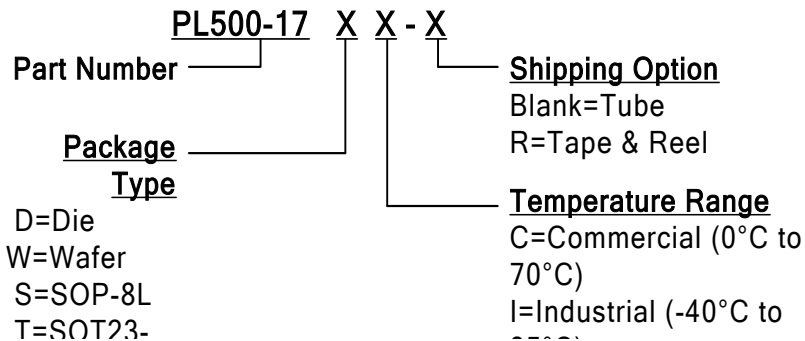 PL500-17 X X - X
Part Number
Shipping Option
Blank=Tube
R=Tape & Reel
Package
Type
D=Die
W=Wafer
S=SOP-8L
T=SOT23-
Temperature Range
C=Commercial (0°C to
70°C)
I=Industrial (-40°C to